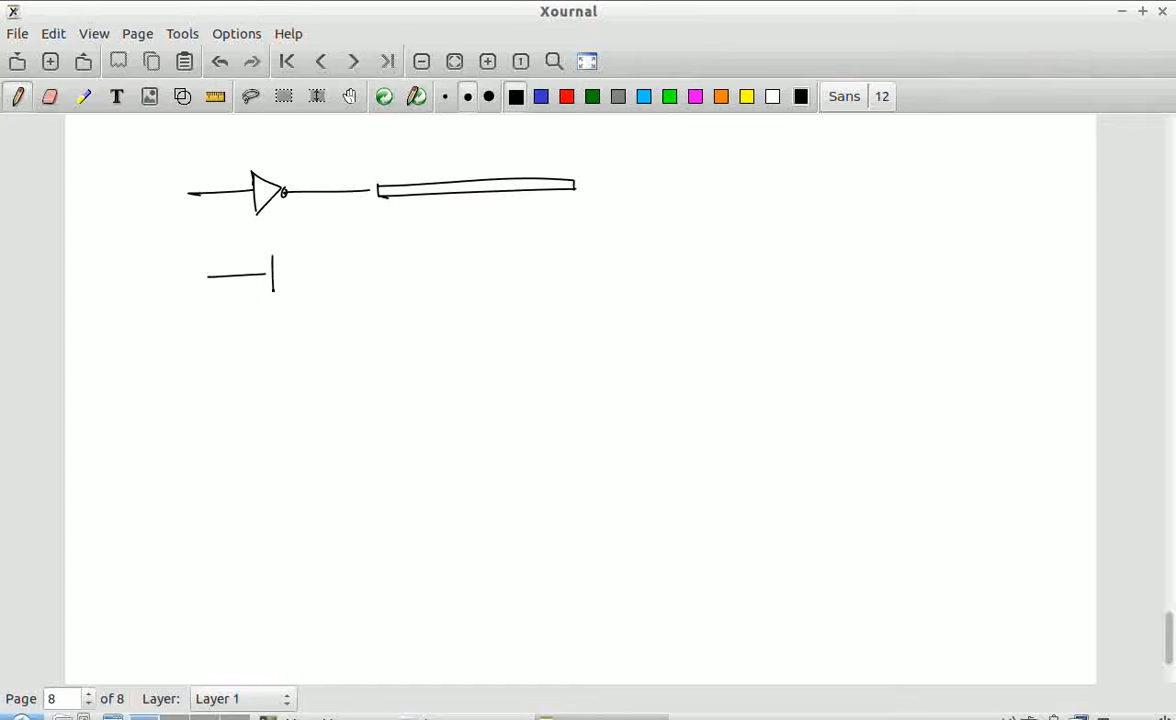 Xournal
File Edit View Page Tools Options Help
T Sans 12
Page 8 of 8 Layer: Layer 1